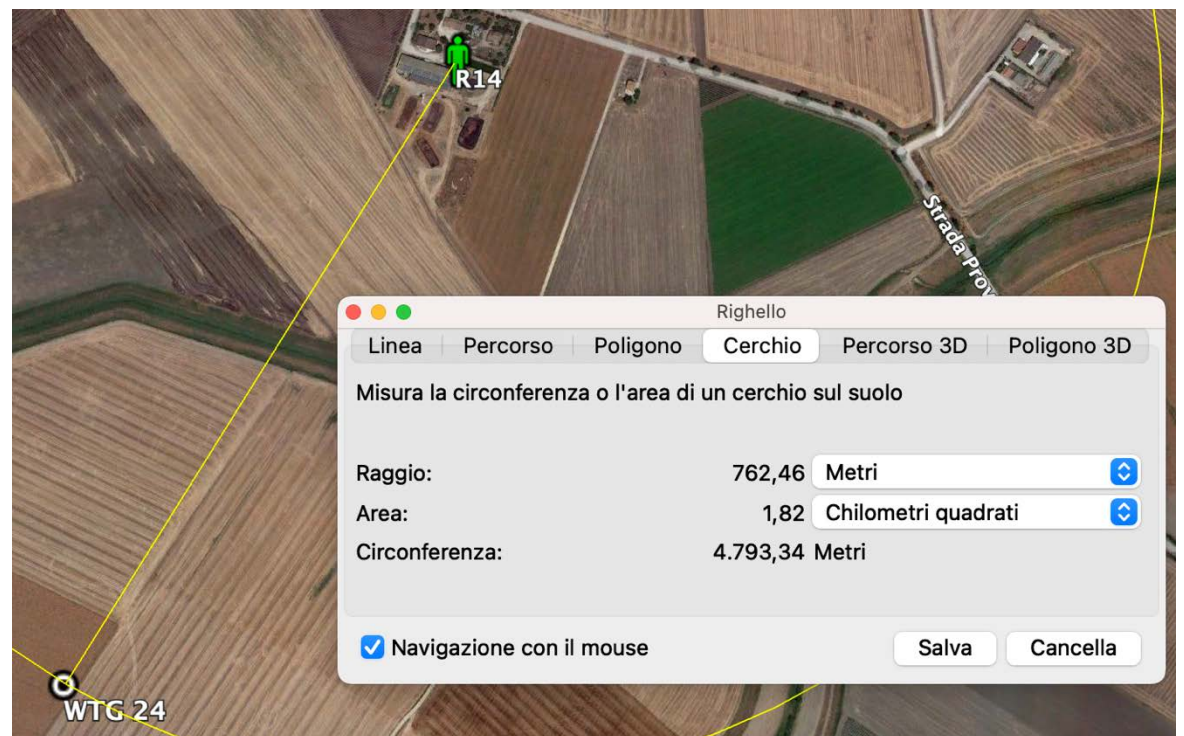 R14
Strada Prov
Righello
Linea Percorso Poligono Cerchio Percorso 3D Poligono 3D
Misura la circonferenza o l'area di un cerchio sul suolo
Raggio: 762,46 Metri
Area: 1,82 Chilometri quadrati
Circonferenza: 4.793,34 Metri
Navigazione con il mouse Salva Cancella
WTG 24